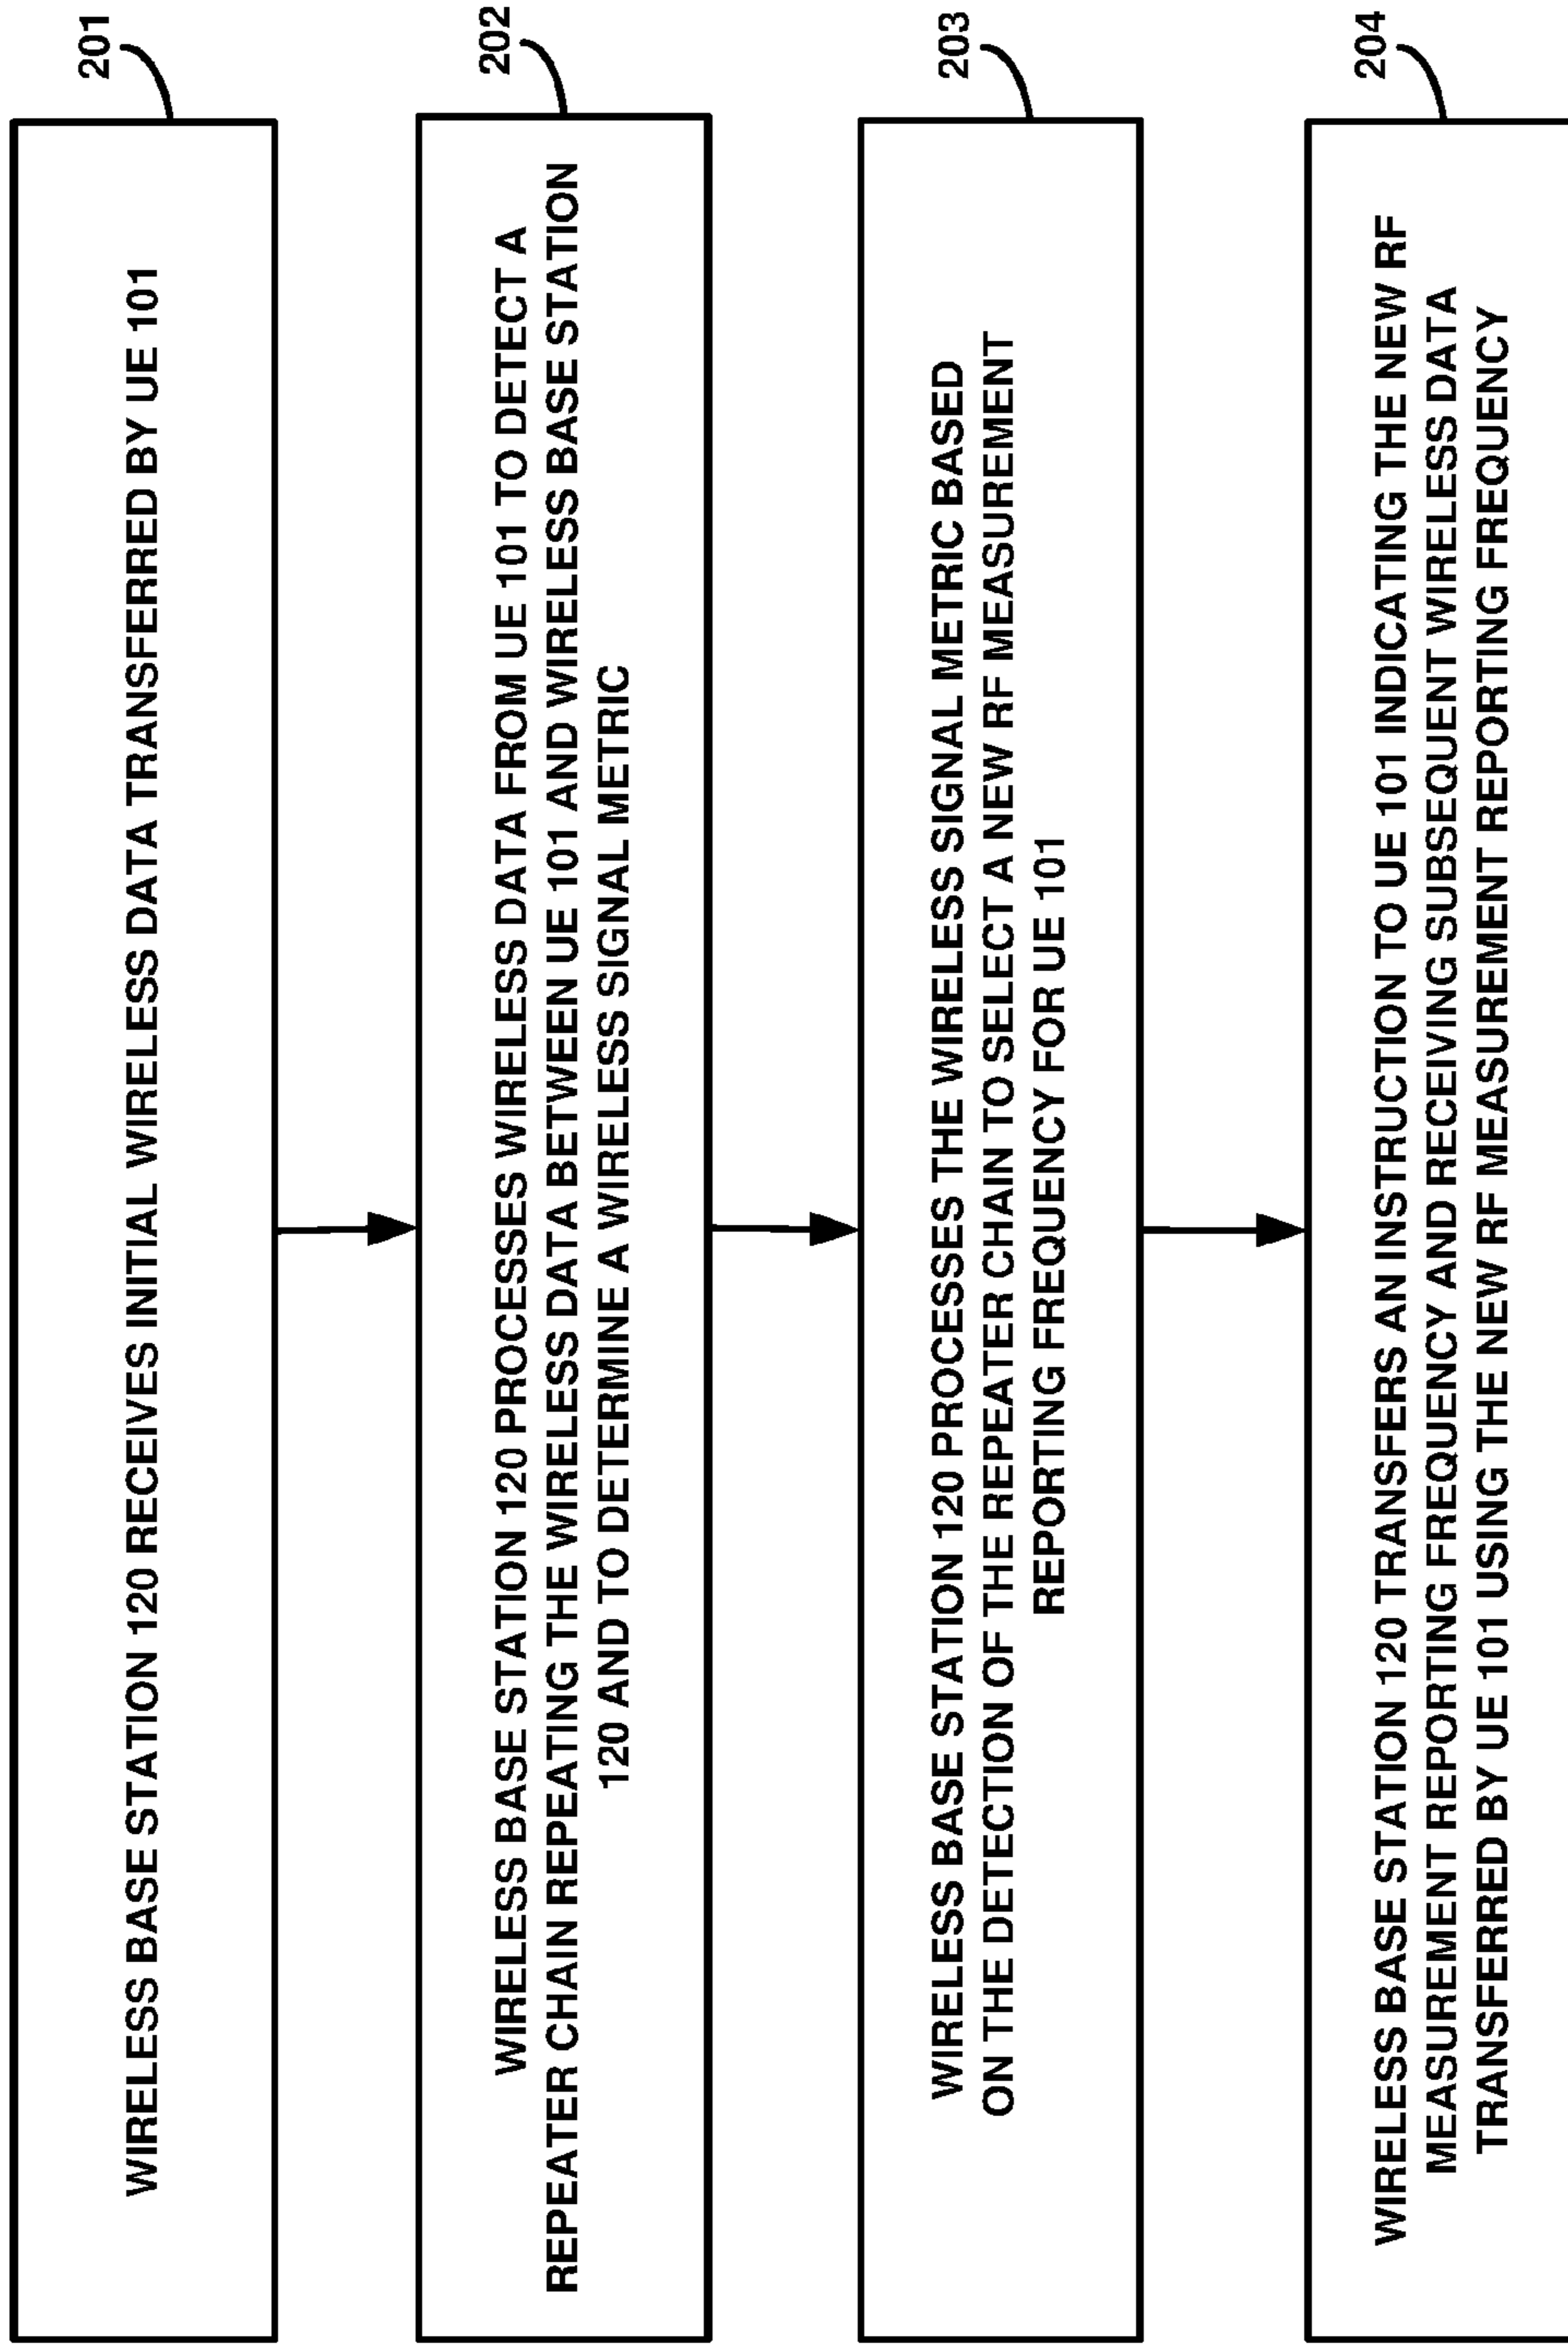 201
WIRELESS BASE STATION 120 RECEIVES INITIAL WIRELESS DATA TRANSFERRED BY UE 101
202
WIRELESS BASE STATION 120 PROCESSES WIRELESS DATA FROM UE 101 TO DETECT A
REPEATER CHAIN REPEATING THE WIRELESS DATA BETWEEN UE 101 AND WIRELESS BASE STATION
120 AND TO DETERMINE A WIRELESS SIGNAL METRIC
203
WIRELESS BASE STATION 120 PROCESSES THE WIRELESS SIGNAL METRIC BASED
ON THE DETECTION OF THE REPEATER CHAIN TO SELECT A NEW RF MEASUREMENT
REPORTING FREQUENCY FOR UE 101
204
WIRELESS BASE STATION 120 TRANSFERS AN INSTRUCTION TO UE 101 INDICATING THE NEW RF
MEASUREMENT REPORTING FREQUENCY AND RECEIVING SUBSEQUENT WIRELESS DATA
TRANSFERRED BY UE 101 USING THE NEW RF MEASUREMENT REPORTING FREQUENCY